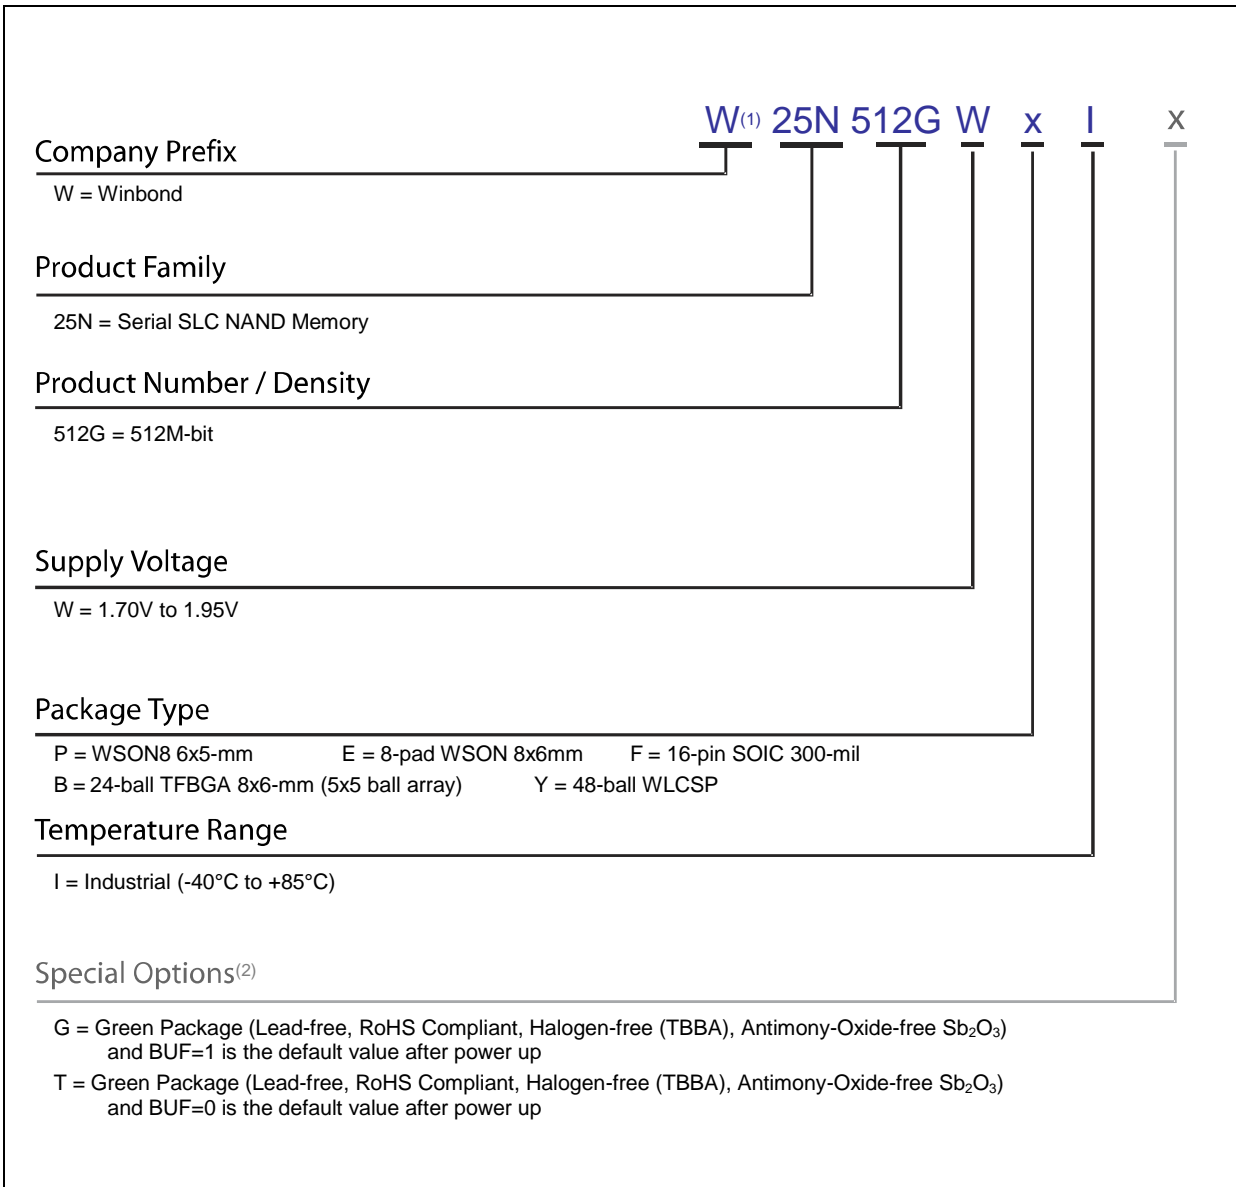 W(1) 25N 512G W x I x
Company Prefix
W = Winbond
Product Family
25N = Serial SLC NAND Memory
Product Number / Density
512G = 512M-bit
Supply Voltage
W = 1.70V to 1.95V
Package Type
P = WSON8 6x5-mm E = 8-pad WSON 8x6mm F = 16-pin SOIC 300-mil
B = 24-ball TFBGA 8x6-mm (5x5 ball array) Y = 48-ball WLCSP
Temperature Range
I = Industrial (-40°C to +85°C)
Special Options(2)
G = Green Package (Lead-free, RoHS Compliant, Halogen-free (TBBA), Antimony-Oxide-free Sb₂O₃)
and BUF=1 is the default value after power up
T = Green Package (Lead-free, RoHS Compliant, Halogen-free (TBBA), Antimony-Oxide-free Sb₂O₃)
and BUF=0 is the default value after power up